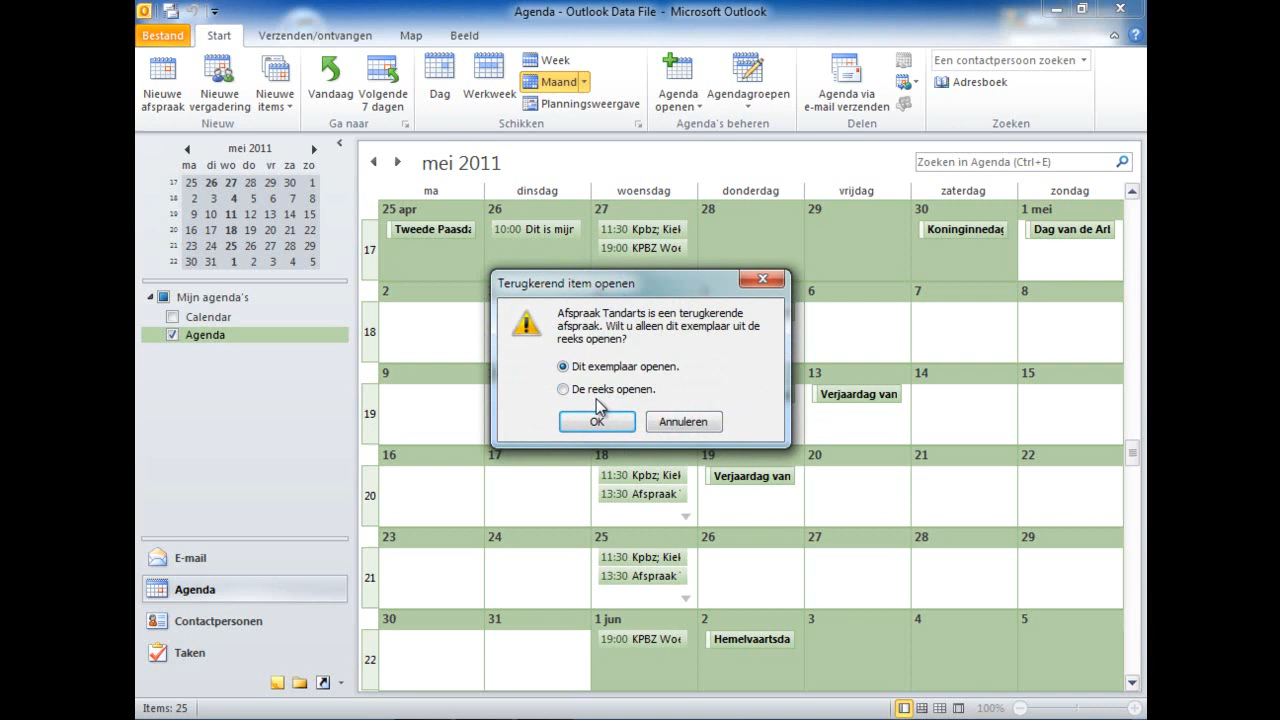 Agenda - Outlook Data File - Microsoft Outlook
Bestand Start Verzenden/ontvangen Map Beeld
Nieuwe afspraak
Nieuwe vergadering
Nieuwe items
Nieuw
Vandaag
Volgende 7 dagen
Ga naar
Dag
Werkweek
Week
Maand
Planningsweergave
Schikken
Agenda openen
Agendagroepen
Agenda's beheren
Agenda via e-mail verzenden
Delen
Een contactpersoon zoeken
Adresboek
Zoeken
mei 2011
ma di wo do vr za zo
17 25 26 27 28 29 30 1
18 2 3 4 5 6 7 8
19 9 10 11 12 13 14 15
20 16 17 18 19 20 21 22
21 23 24 25 26 27 28 29
22 30 31 1 2 3 4 5
Mijn agenda's
Calendar
Agenda
E-mail
Agenda
Contactpersonen
Taken
mei 2011
Zoeken in Agenda (Ctrl+E)
ma dinsdag woensdag donderdag vrijdag zaterdag zondag
25 apr 26 27 28 29 30 1 mei
17 Tweede Paasda 10:00 Dit is mijr 11:30 Kpbz; Kiek Koninginnedag Dag van de Arl
19:00 KPBZ Woe
2 6 7 8
18
9 13 14 15
19 Verjaardag van
16 17 18 19 20 21 22
20 11:30 Kpbz; Kiek Verjaardag van
13:30 Afspraak
23 24 25 26 27 28 29
21 11:30 Kpbz; Kiek
13:30 Afspraak
30 31 1 jun 2 3 4 5
22 19:00 KPBZ Woe Hemelvaartsda
Terugkerend item openen
Afspraak Tandarts is een terugkerende
afspraak. Wilt u alleen dit exemplaar uit de
reeks openen?
Dit exemplaar openen.
De reeks openen.
OK Annuleren
Items: 25
100%